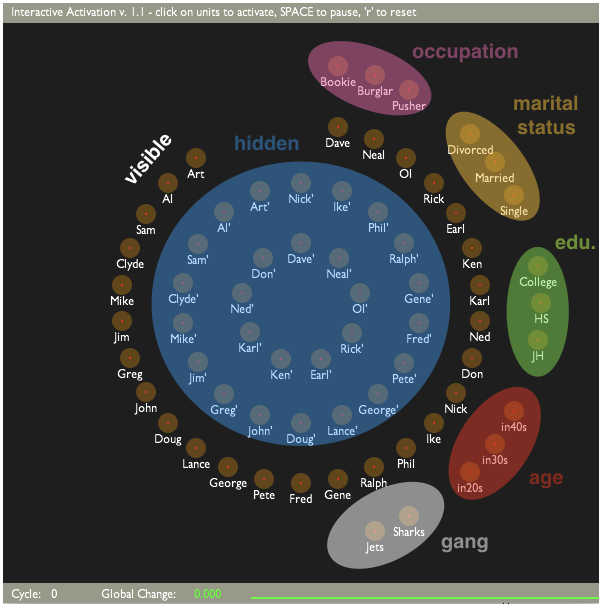 Interactive Activation v. 1.1 - click on units to activate, SPACE to pause, 'r' to reset
occupation
Bookie
Burglar
Pusher
marital
status
Divorced
Married
Single
edu.
College
HS
JH
age
in40s
in30s
in20s
gang
Sharks
Jets
visible
hidden
Dave
Neal
Ol
Rick
Earl
Ken
Karl
Ned
Don
Nick
Ike
Phil
Ralph
Gene
Fred
Pete
George
Lance
Doug
John
Greg
Jim
Mike
Clyde
Sam
Al
Art
Nick'
Ike'
Phil'
Ralph'
Gene'
Fred'
Pete'
George'
Lance'
Doug'
John'
Greg'
Jim'
Mike'
Clyde'
Sam'
Al'
Art'
Dave'
Neal'
Ol'
Rick'
Earl'
Ken'
Karl'
Ned'
Don'
Cycle: 0 Global Change: 0.000